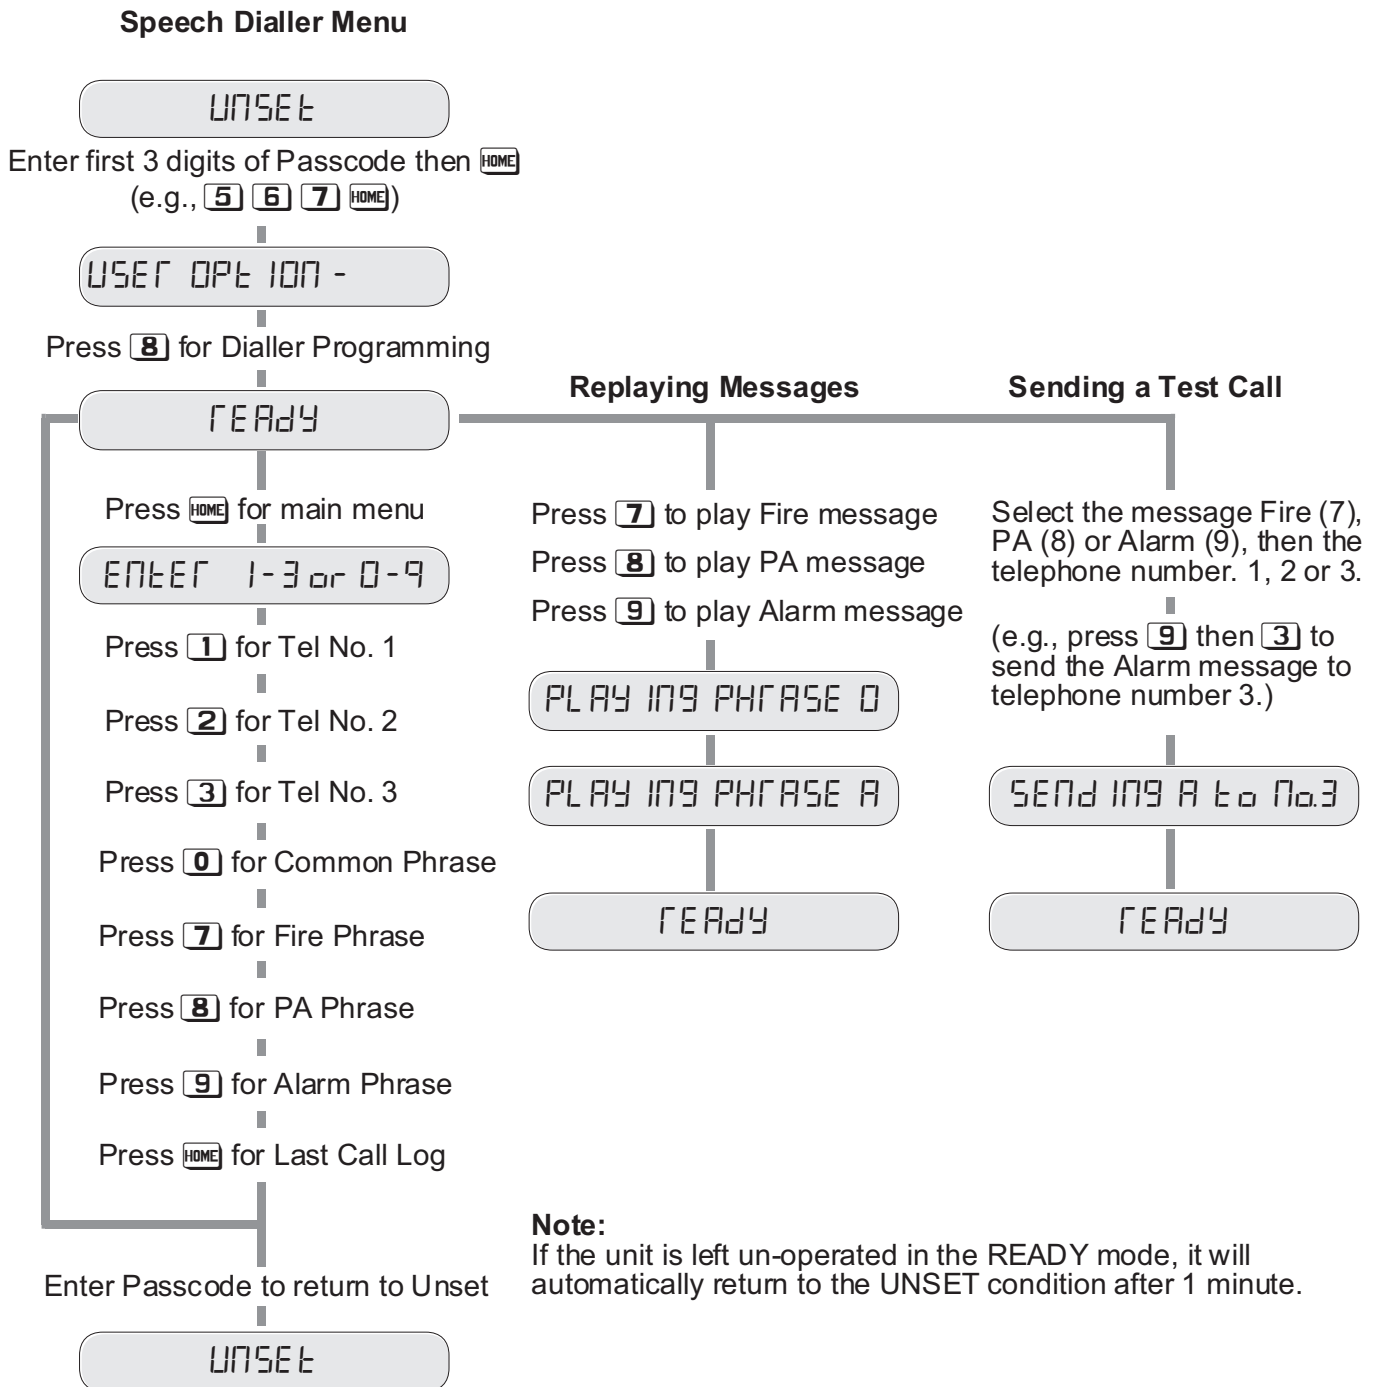 Speech Dialler Menu
UNSEt
Enter first 3 digits of Passcode then HOME
(e.g., 5 6 7 HOME)
USEr OPtION -
Press 8 for Dialler Programming
rEAdY
Press HOME for main menu
ENtEr 1-3 or 0-9
Press 1 for Tel No. 1
Press 2 for Tel No. 2
Press 3 for Tel No. 3
Press 0 for Common Phrase
Press 7 for Fire Phrase
Press 8 for PA Phrase
Press 9 for Alarm Phrase
Press HOME for Last Call Log
Enter Passcode to return to Unset
UNSEt
Replaying Messages
Press 7 to play Fire message
Press 8 to play PA message
Press 9 to play Alarm message
PLAYING PHrASE 0
PLAYING PHrASE A
rEAdY
Sending a Test Call
Select the message Fire (7),
PA (8) or Alarm (9), then the
telephone number. 1, 2 or 3.
(e.g., press 9 then 3 to
send the Alarm message to
telephone number 3.)
SENdING A to No.3
rEAdY
Note:
If the unit is left un-operated in the READY mode, it will
automatically return to the UNSET condition after 1 minute.